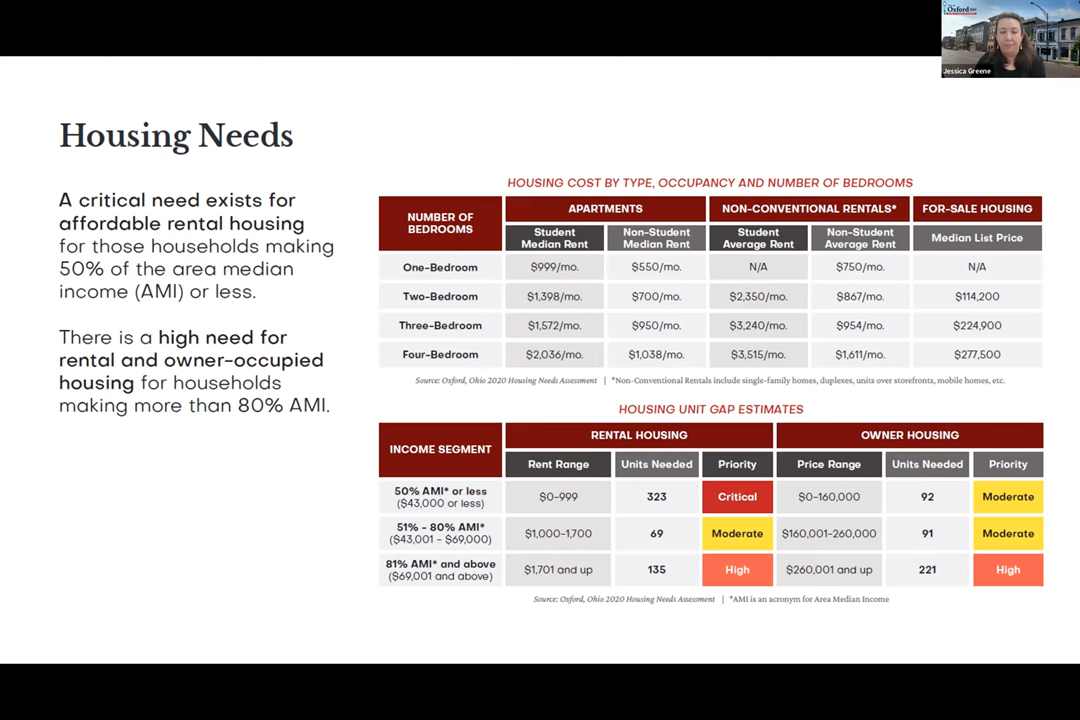 Oxford
Jessica Greene
Housing Needs
A critical need exists for
affordable rental housing
for those households making
50% of the area median
income (AMI) or less.
There is a high need for
rental and owner-occupied
housing for households
making more than 80% AMI.
HOUSING COST BY TYPE, OCCUPANCY AND NUMBER OF BEDROOMS
NUMBER OF BEDROOMS APARTMENTS NON-CONVENTIONAL RENTALS* FOR-SALE HOUSING
Student Median Rent Non-Student Median Rent Student Average Rent Non-Student Average Rent Median List Price
One-Bedroom $999/mo. $550/mo. N/A $750/mo. N/A
Two-Bedroom $1,398/mo. $700/mo. $2,350/mo. $867/mo. $114,200
Three-Bedroom $1,572/mo. $950/mo. $3,240/mo. $954/mo. $224,900
Four-Bedroom $2,036/mo. $1,038/mo. $3,515/mo. $1,611/mo. $277,500
Source: Oxford, Ohio 2020 Housing Needs Assessment | *Non-Conventional Rentals include single-family homes, duplexes, units over storefronts, mobile homes, etc.
HOUSING UNIT GAP ESTIMATES
INCOME SEGMENT RENTAL HOUSING OWNER HOUSING
Rent Range Units Needed Priority Price Range Units Needed Priority
50% AMI* or less ($43,000 or less) $0-999 323 Critical $0-160,000 92 Moderate
51% - 80% AMI* ($43,001 - $69,000) $1,000-1,700 69 Moderate $160,001-260,000 91 Moderate
81% AMI* and above ($69,001 and above) $1,701 and up 135 High $260,001 and up 221 High
Source: Oxford, Ohio 2020 Housing Needs Assessment | *AMI is an acronym for Area Median Income